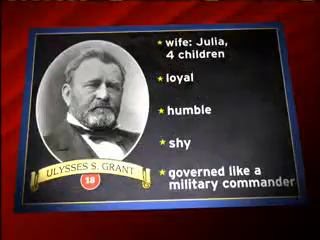 wife: Julia,
4 children
loyal
humble
shy
governed like a
military commander
ULYSSES S. GRANT
18